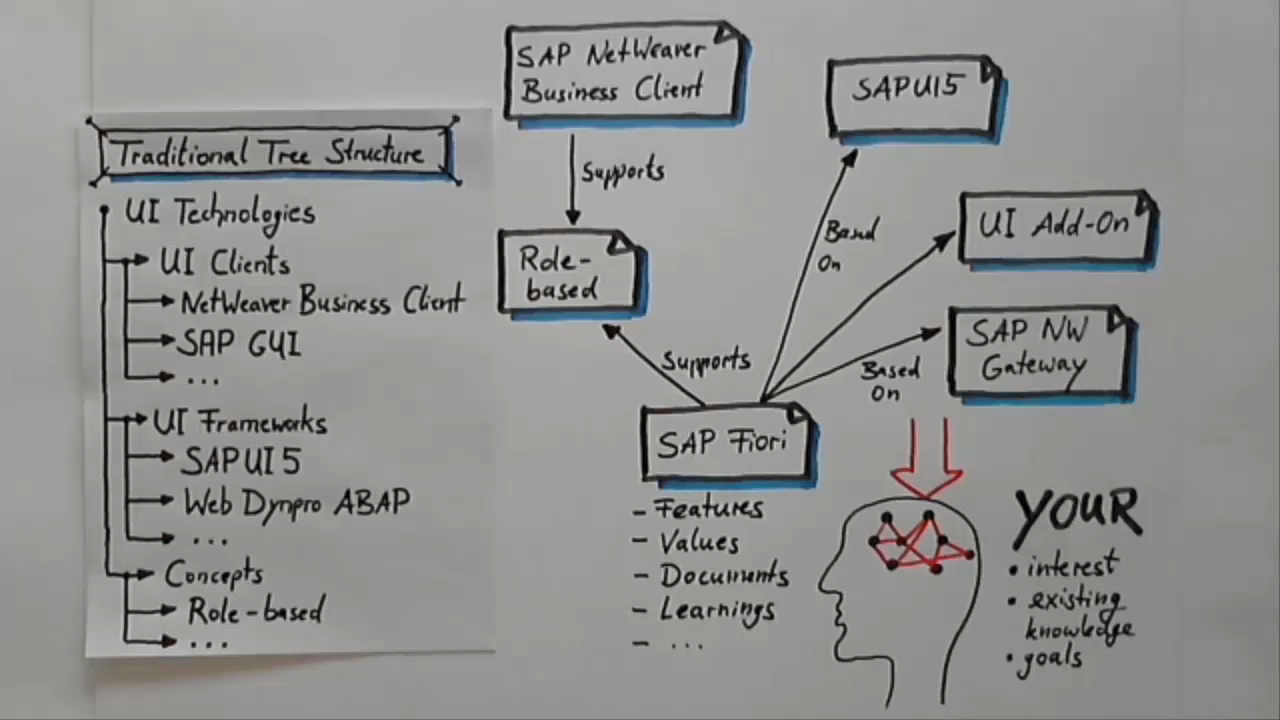 Traditional Tree Structure
UI Technologies
UI Clients
NetWeaver Business Client
SAP GUI
...
UI Frameworks
SAPUI5
Web Dynpro ABAP
...
Concepts
Role-based
...
SAP NetWeaver
Business Client
Supports
Role-
based
Supports
SAPUI5
Based
On
UI Add-On
SAP NW
Gateway
Based
On
SAP Fiori
- Features
- Values
- Documents
- Learnings
- ...
YOUR
• interest
• existing
knowledge
• goals